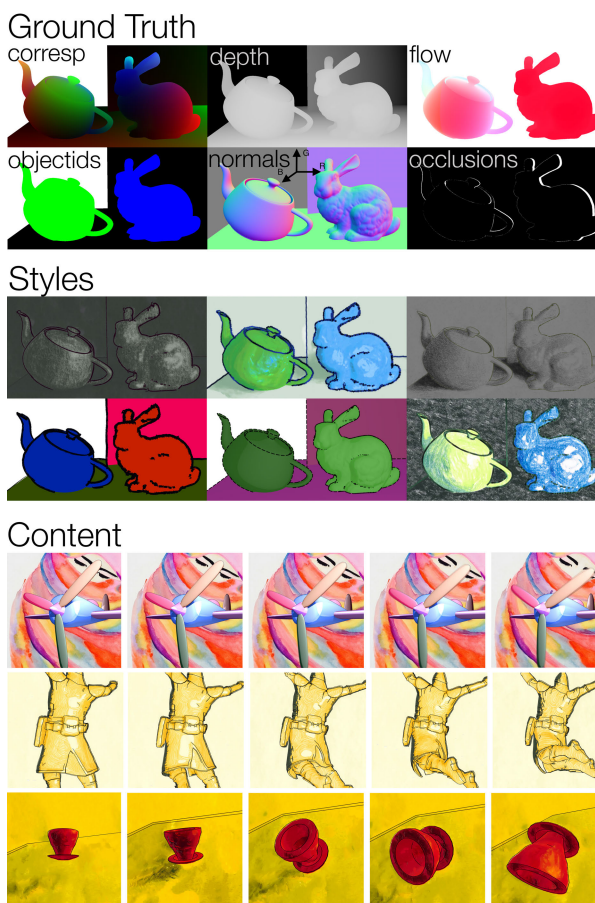 Ground Truth
corresp
depth
flow
objectids
normals
G
R
B
occlusions
Styles
Content